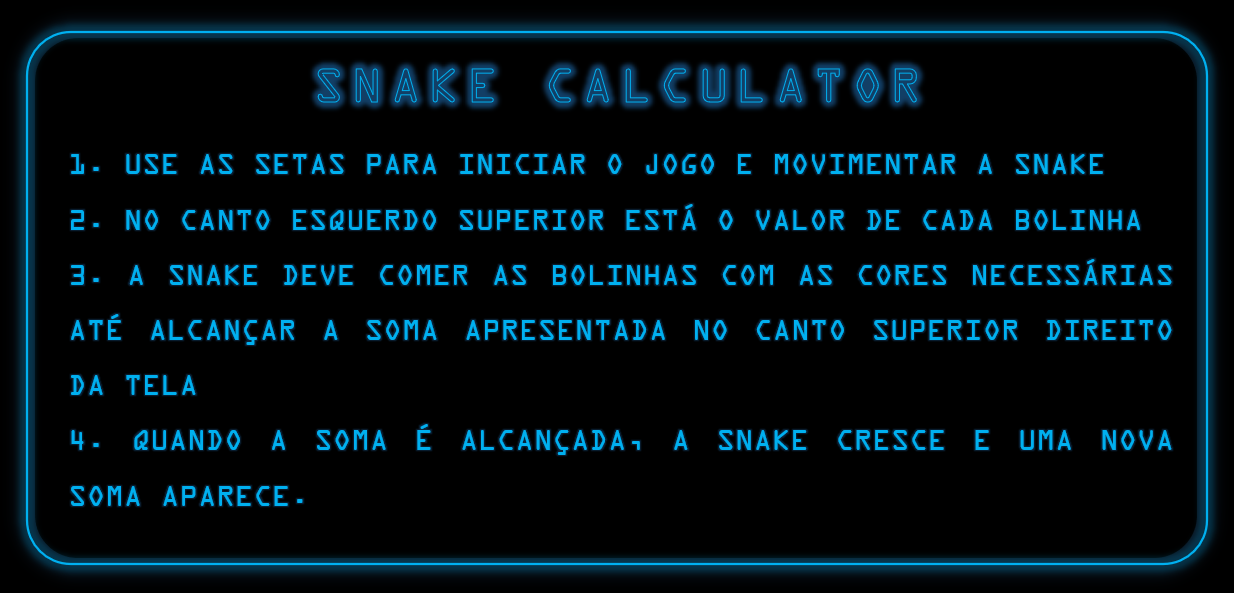 SNAKE CALCULATOR
1. USE AS SETAS PARA INICIAR O JOGO E MOVIMENTAR A SNAKE
2. NO CANTO ESQUERDO SUPERIOR ESTÁ O VALOR DE CADA BOLINHA
3. A SNAKE DEVE COMER AS BOLINHAS COM AS CORES NECESSÁRIAS
ATÉ ALCANÇAR A SOMA APRESENTADA NO CANTO SUPERIOR DIREITO
DA TELA
4. QUANDO A SOMA É ALCANÇADA, A SNAKE CRESCE E UMA NOVA
SOMA APARECE.